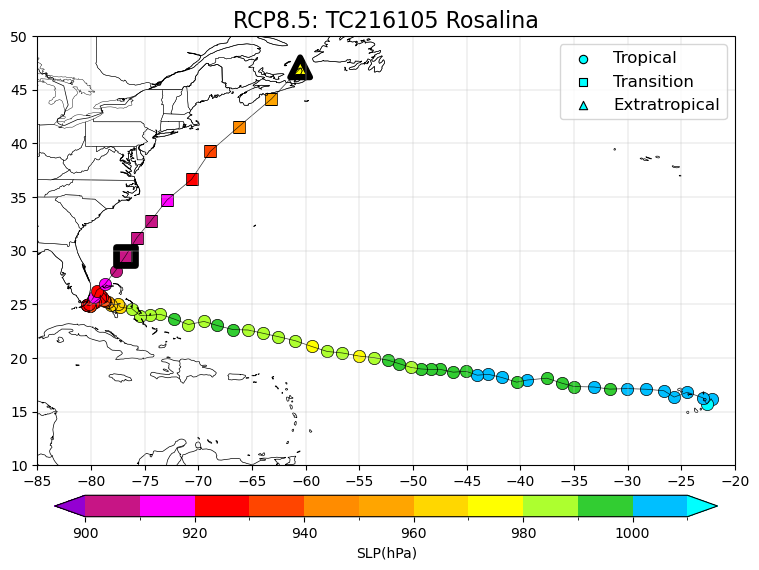 RCP8.5: TC216105 Rosalina
Tropical
Transition
Extratropical
50
45
40
35
30
25
20
15
10
−85 −80 −75 −70 −65 −60 −55 −50 −45 −40 −35 −30 −25 −20
900 920 940 960 980 1000
SLP(hPa)